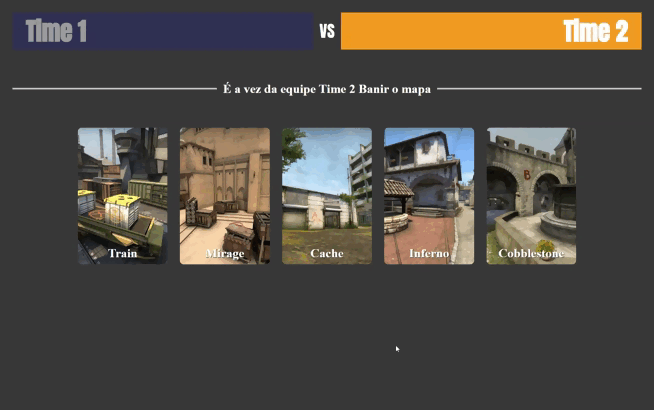 Time 1 vs Time 2
É a vez da equipe Time 2 Banir o mapa
Train Mirage Cache Inferno Cobblestone
B